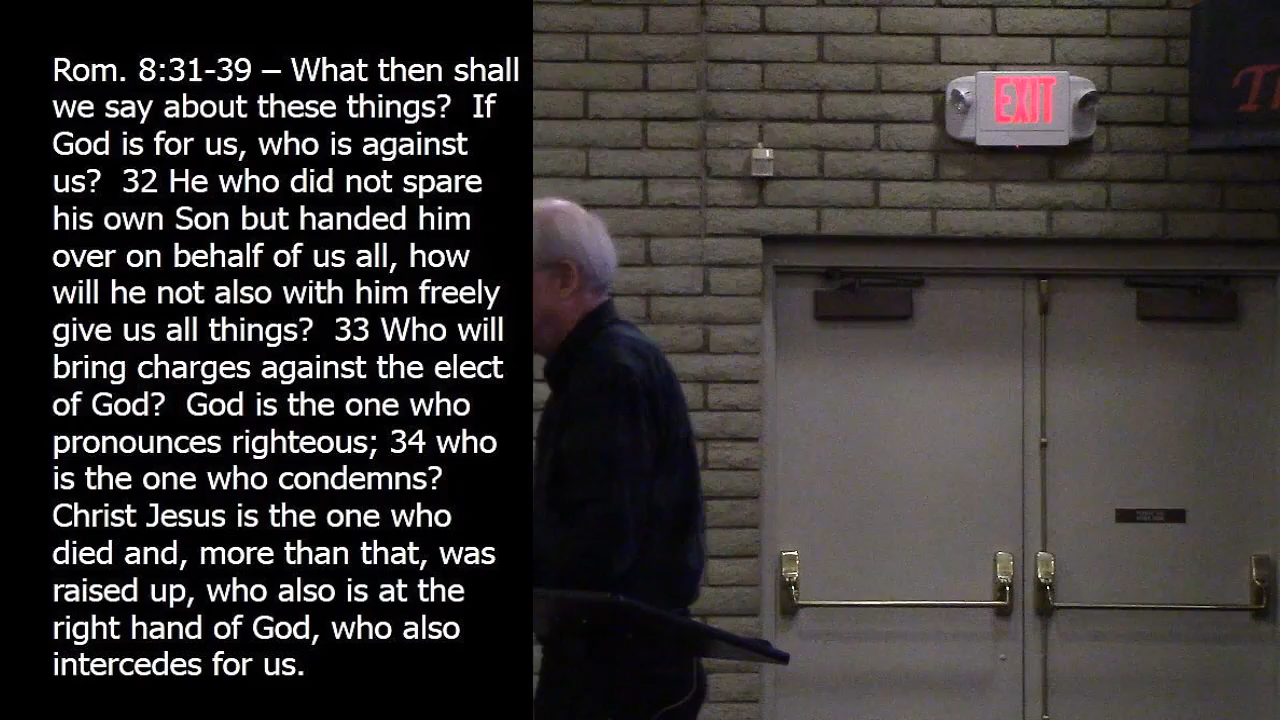 Rom. 8:31-39 – What then shall
we say about these things?  If
God is for us, who is against
us?  32 He who did not spare
his own Son but handed him
over on behalf of us all, how
will he not also with him freely
give us all things?  33 Who will
bring charges against the elect
of God?  God is the one who
pronounces righteous; 34 who
is the one who condemns?
Christ Jesus is the one who
died and, more than that, was
raised up, who also is at the
right hand of God, who also
intercedes for us.
EXIT